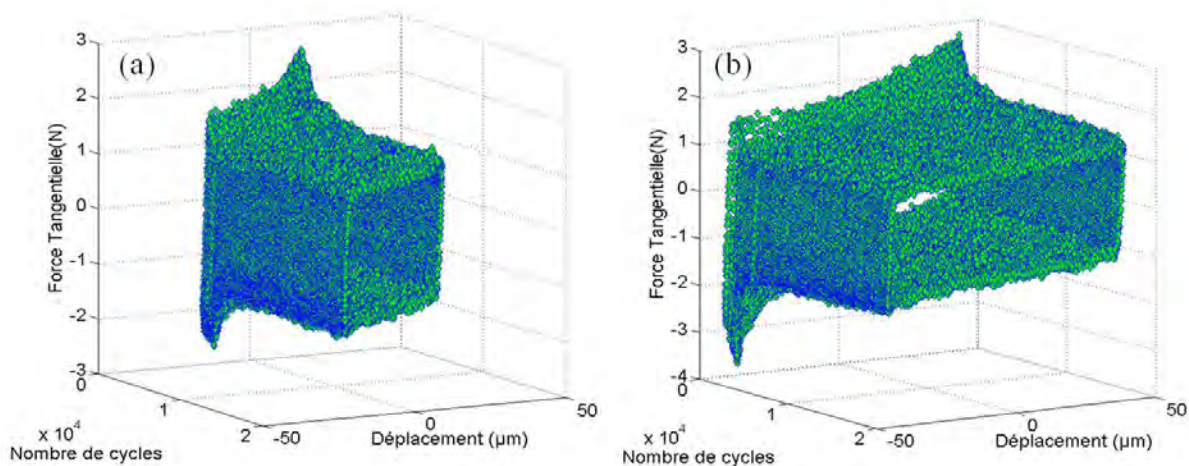 (a)
3
2
1
0
-1
-2
-3
Force Tangentielle(N)
0
1
2
x 10⁴
Nombre de cycles
-50
0
50
Déplacement (µm)
(b)
3
2
1
0
-1
-2
-3
-4
Force Tangentielle(N)
0
1
2
x 10⁴
Nombre de cycles
-50
0
50
Déplacement (µm)